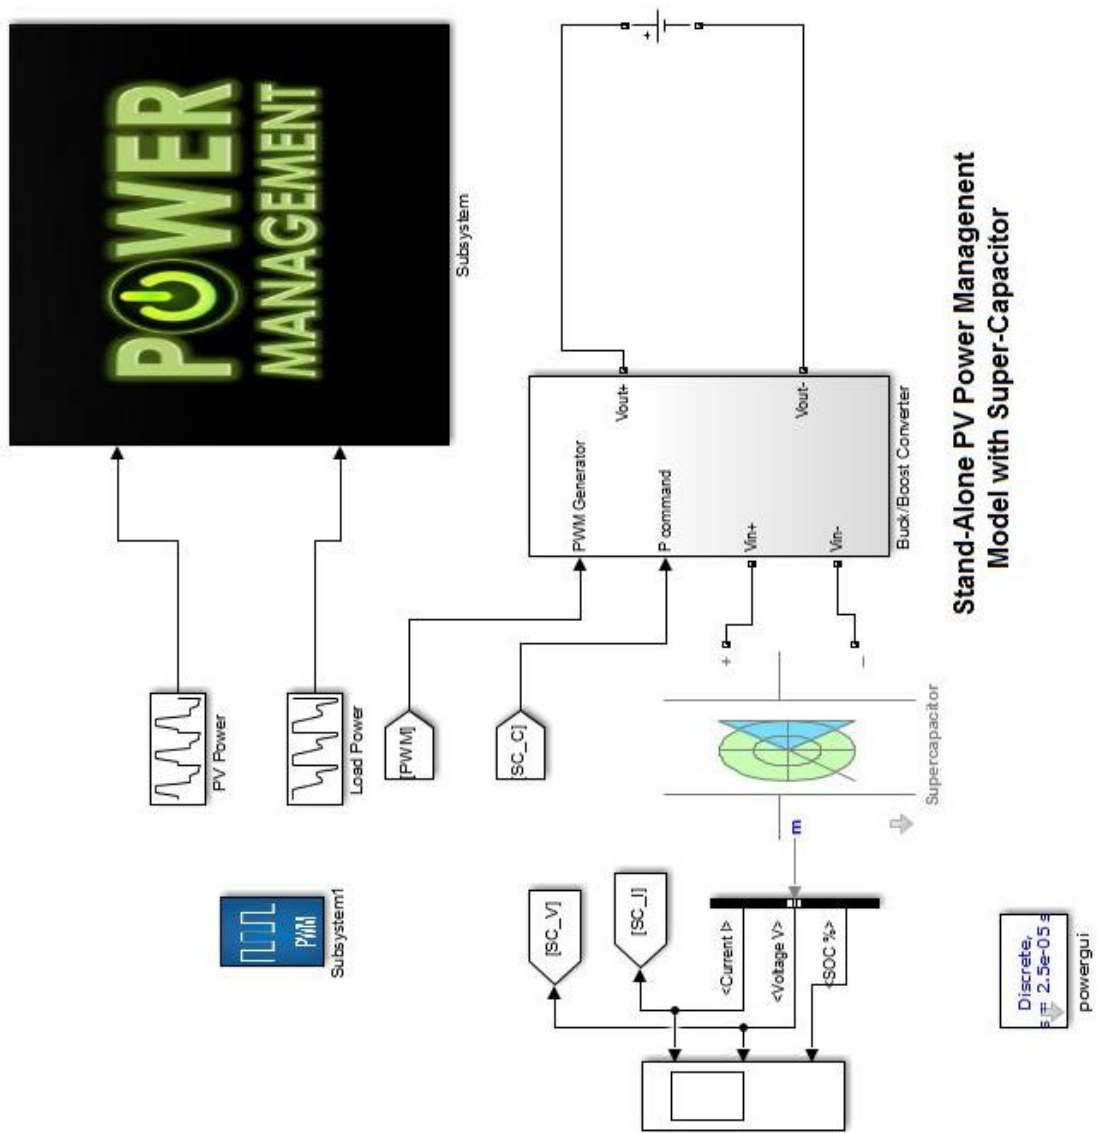 POWER
MANAGEMENT
Subsystem
PV Power
Load Power
[PWM]
[SC_C]
PWM Generator
P command
Vin+
Vin-
Vout+
Vout-
+
Buck/Boost Converter
+
_
Supercapacitor
m
PWM
Subsystem1
[SC_V]
[SC_I]
<Current I>
<Voltage V>
<SOC %>
Discrete,
s = 2.5e-05 s
powergui
Stand-Alone PV Power Managenent
Model with Super-Capacitor